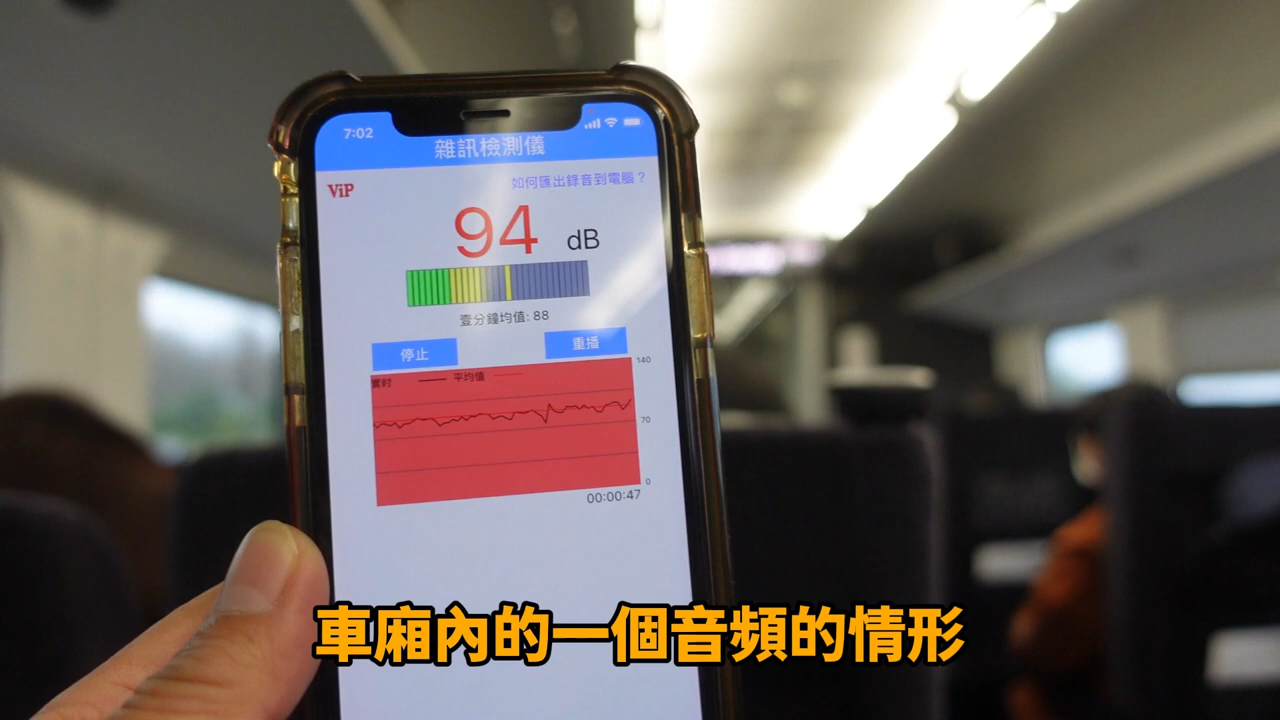 7:02
雜訊檢測儀
ViP
如何匯出錄音到電腦？
94 dB
壹分鐘均值: 88
停止
重播
實时
平均值
140
70
0
00:00:47
車廂內的一個音頻的情形